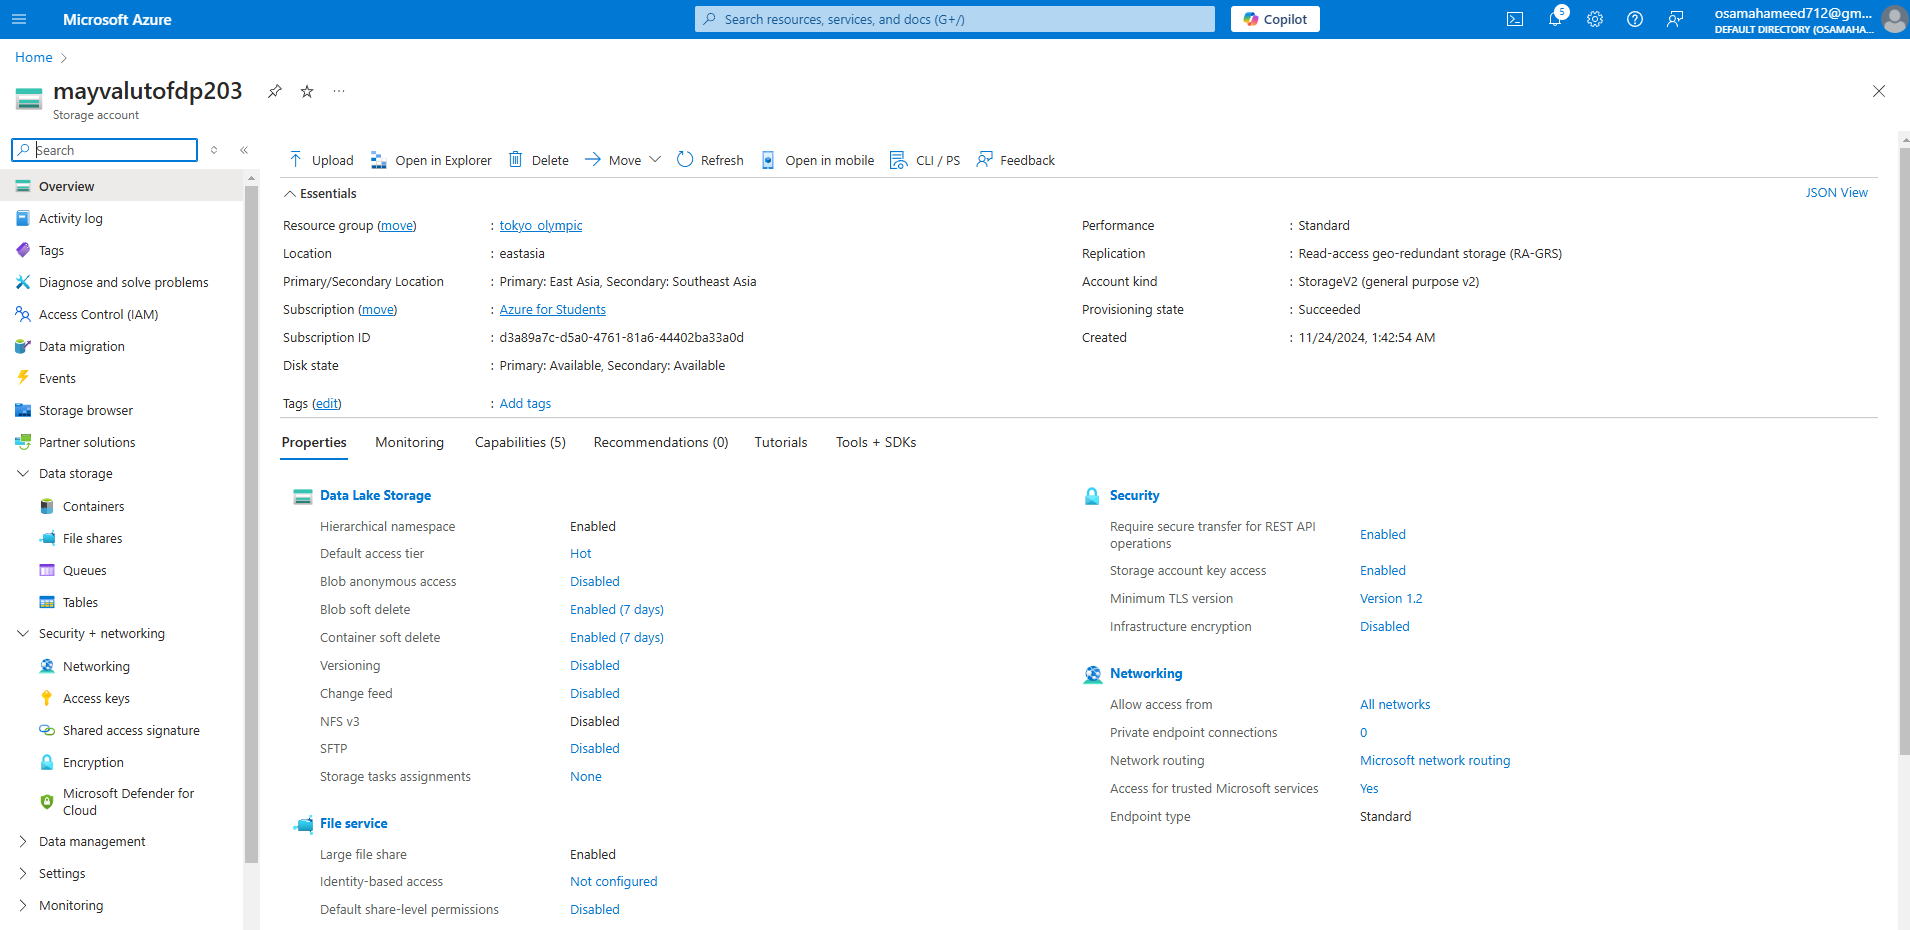 Microsoft Azure
Search resources, services, and docs (G+/)
Copilot
5
osamahameed712@gm...
DEFAULT DIRECTORY (OSAMAHA...
Home
mayvalutofdp203
...
Storage account
Search
Overview
Activity log
Tags
Diagnose and solve problems
Access Control (IAM)
Data migration
Events
Storage browser
Partner solutions
Data storage
Containers
File shares
Queues
Tables
Security + networking
Networking
Access keys
Shared access signature
Encryption
Microsoft Defender for
Cloud
Data management
Settings
Monitoring
Upload Open in Explorer Delete Move Refresh Open in mobile CLI / PS Feedback
Essentials
JSON View
Resource group (move) : tokyo_olympic
Location : eastasia
Primary/Secondary Location : Primary: East Asia, Secondary: Southeast Asia
Subscription (move) : Azure for Students
Subscription ID : d3a89a7c-d5a0-4761-81a6-44402ba33a0d
Disk state : Primary: Available, Secondary: Available
Performance : Standard
Replication : Read-access geo-redundant storage (RA-GRS)
Account kind : StorageV2 (general purpose v2)
Provisioning state : Succeeded
Created : 11/24/2024, 1:42:54 AM
Tags (edit) : Add tags
Properties Monitoring Capabilities (5) Recommendations (0) Tutorials Tools + SDKs
Data Lake Storage
Hierarchical namespace Enabled
Default access tier Hot
Blob anonymous access Disabled
Blob soft delete Enabled (7 days)
Container soft delete Enabled (7 days)
Versioning Disabled
Change feed Disabled
NFS v3 Disabled
SFTP Disabled
Storage tasks assignments None
File service
Large file share Enabled
Identity-based access Not configured
Default share-level permissions Disabled
Security
Require secure transfer for REST API
operations Enabled
Storage account key access Enabled
Minimum TLS version Version 1.2
Infrastructure encryption Disabled
Networking
Allow access from All networks
Private endpoint connections 0
Network routing Microsoft network routing
Access for trusted Microsoft services Yes
Endpoint type Standard